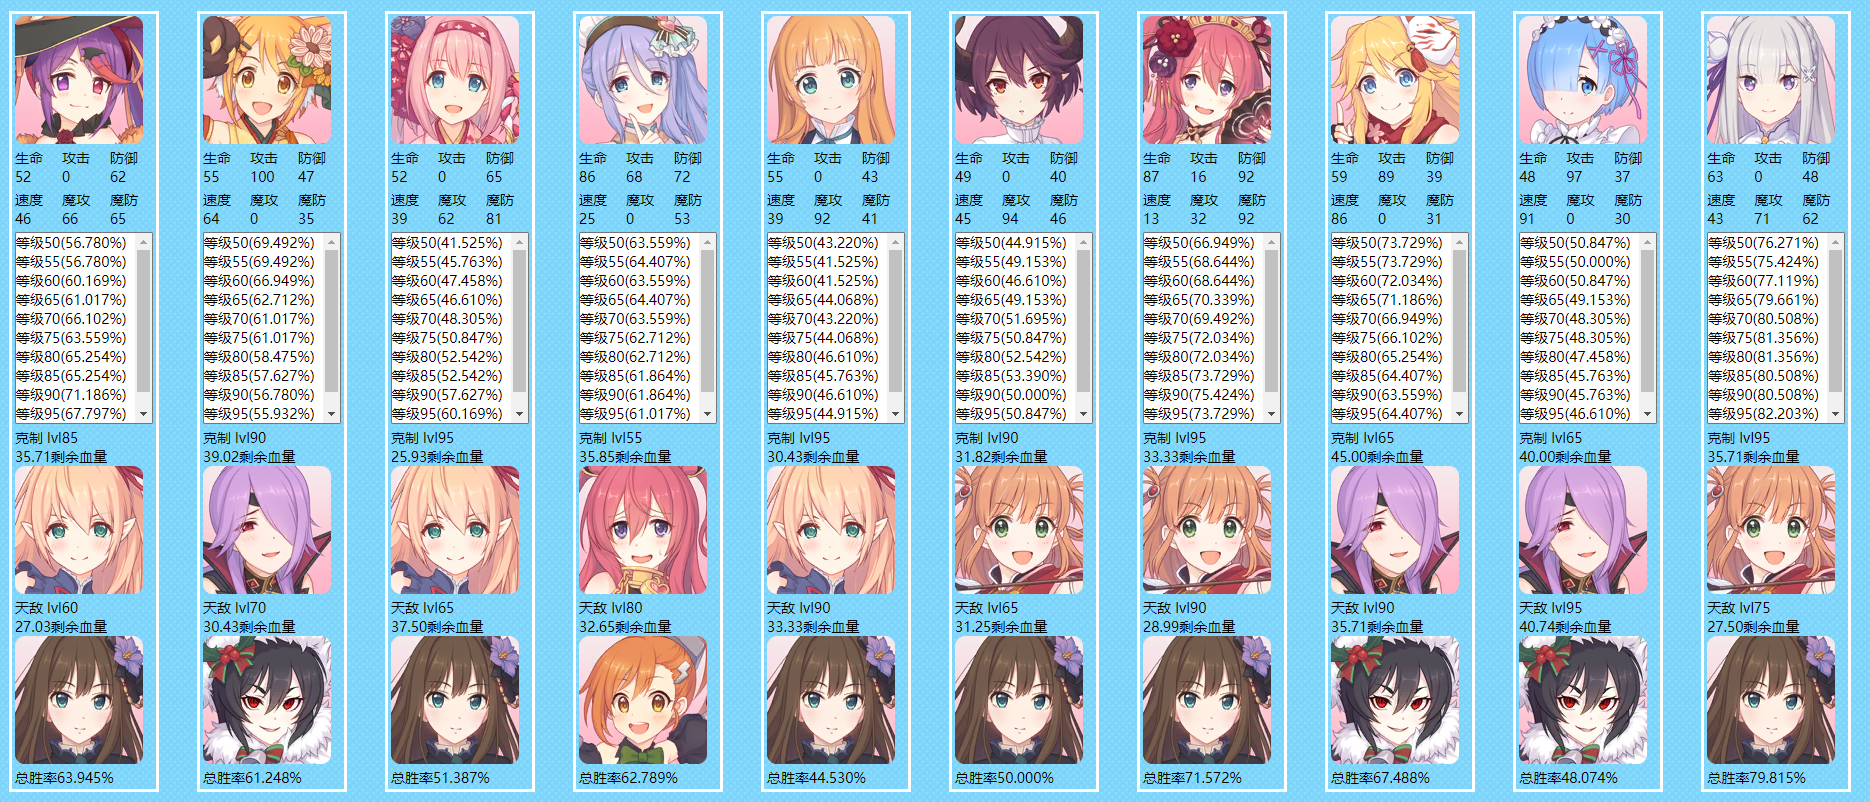 生命 攻击 防御
52 0 62
速度 魔攻 魔防
46 66 65
等级50(56.780%)
等级55(56.780%)
等级60(60.169%)
等级65(61.017%)
等级70(66.102%)
等级75(63.559%)
等级80(65.254%)
等级85(65.254%)
等级90(71.186%)
等级95(67.797%)
克制 lvl85
35.71剩余血量
天敌 lvl60
27.03剩余血量
总胜率63.945%
生命 攻击 防御
55 100 47
速度 魔攻 魔防
64 0 35
等级50(69.492%)
等级55(69.492%)
等级60(66.949%)
等级65(62.712%)
等级70(61.017%)
等级75(61.017%)
等级80(58.475%)
等级85(57.627%)
等级90(56.780%)
等级95(55.932%)
克制 lvl90
39.02剩余血量
天敌 lvl70
30.43剩余血量
总胜率61.248%
生命 攻击 防御
52 0 65
速度 魔攻 魔防
39 62 81
等级50(41.525%)
等级55(45.763%)
等级60(47.458%)
等级65(46.610%)
等级70(48.305%)
等级75(50.847%)
等级80(52.542%)
等级85(52.542%)
等级90(57.627%)
等级95(60.169%)
克制 lvl95
25.93剩余血量
天敌 lvl65
37.50剩余血量
总胜率51.387%
生命 攻击 防御
86 68 72
速度 魔攻 魔防
25 0 53
等级50(63.559%)
等级55(64.407%)
等级60(63.559%)
等级65(64.407%)
等级70(63.559%)
等级75(62.712%)
等级80(62.712%)
等级85(61.864%)
等级90(61.864%)
等级95(61.017%)
克制 lvl55
35.85剩余血量
天敌 lvl80
32.65剩余血量
总胜率62.789%
生命 攻击 防御
55 0 43
速度 魔攻 魔防
39 92 41
等级50(43.220%)
等级55(41.525%)
等级60(41.525%)
等级65(44.068%)
等级70(43.220%)
等级75(44.068%)
等级80(46.610%)
等级85(45.763%)
等级90(46.610%)
等级95(44.915%)
克制 lvl95
30.43剩余血量
天敌 lvl90
33.33剩余血量
总胜率44.530%
生命 攻击 防御
49 0 40
速度 魔攻 魔防
45 94 46
等级50(44.915%)
等级55(49.153%)
等级60(46.610%)
等级65(49.153%)
等级70(51.695%)
等级75(50.847%)
等级80(52.542%)
等级85(53.390%)
等级90(50.000%)
等级95(50.847%)
克制 lvl90
31.82剩余血量
天敌 lvl65
31.25剩余血量
总胜率50.000%
生命 攻击 防御
87 16 92
速度 魔攻 魔防
13 32 92
等级50(66.949%)
等级55(68.644%)
等级60(68.644%)
等级65(70.339%)
等级70(69.492%)
等级75(72.034%)
等级80(72.034%)
等级85(73.729%)
等级90(75.424%)
等级95(73.729%)
克制 lvl95
33.33剩余血量
天敌 lvl90
28.99剩余血量
总胜率71.572%
生命 攻击 防御
59 89 39
速度 魔攻 魔防
86 0 31
等级50(73.729%)
等级55(73.729%)
等级60(72.034%)
等级65(71.186%)
等级70(66.949%)
等级75(66.102%)
等级80(65.254%)
等级85(64.407%)
等级90(63.559%)
等级95(64.407%)
克制 lvl65
45.00剩余血量
天敌 lvl90
35.71剩余血量
总胜率67.488%
生命 攻击 防御
48 97 37
速度 魔攻 魔防
91 0 30
等级50(50.847%)
等级55(50.000%)
等级60(50.847%)
等级65(49.153%)
等级70(48.305%)
等级75(48.305%)
等级80(47.458%)
等级85(45.763%)
等级90(45.763%)
等级95(46.610%)
克制 lvl65
40.00剩余血量
天敌 lvl95
40.74剩余血量
总胜率48.074%
生命 攻击 防御
63 0 48
速度 魔攻 魔防
43 71 62
等级50(76.271%)
等级55(75.424%)
等级60(77.119%)
等级65(79.661%)
等级70(80.508%)
等级75(81.356%)
等级80(81.356%)
等级85(80.508%)
等级90(80.508%)
等级95(82.203%)
克制 lvl95
35.71剩余血量
天敌 lvl75
27.50剩余血量
总胜率79.815%